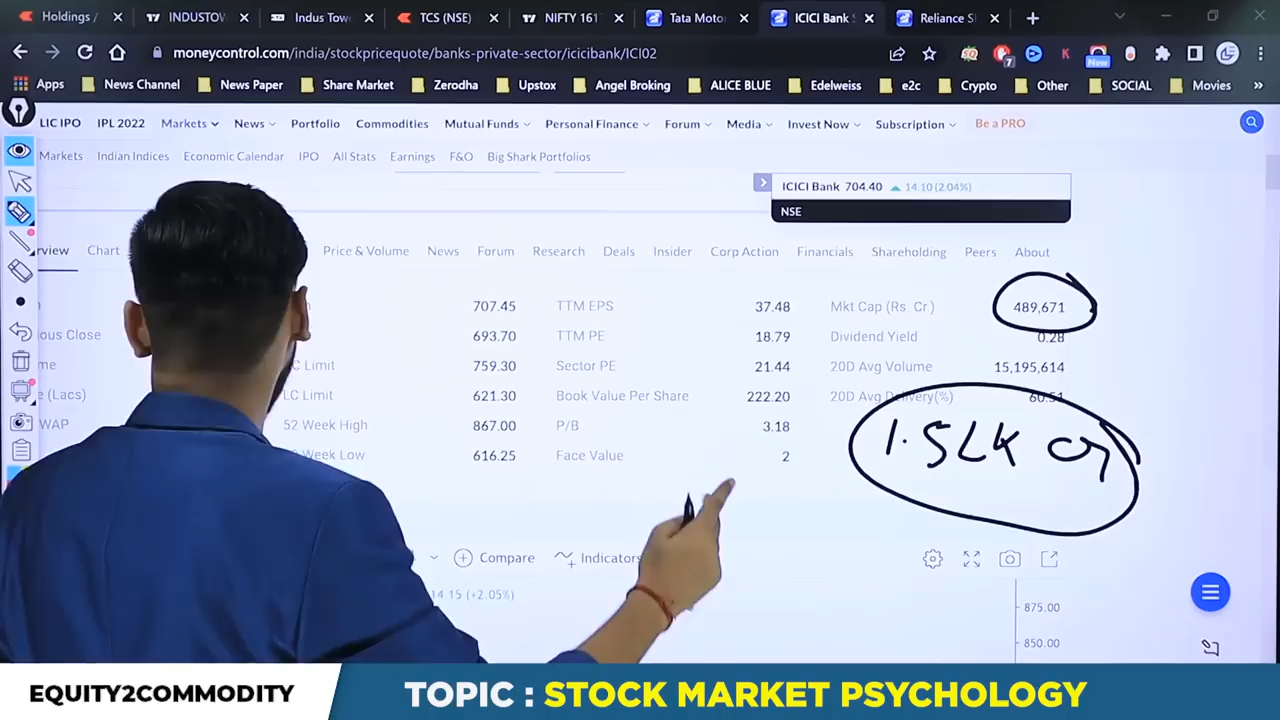 Holdings /
INDUSTOW
Indus Tower
TCS (NSE)
NIFTY 161
Tata Moto
ICICI Bank S
Reliance S
moneycontrol.com/india/stockpricequote/banks-private-sector/icicibank/ICI02
SQ
7
K
New
Apps
News Channel
News Paper
Share Market
Zerodha
Upstox
Angel Broking
ALICE BLUE
Edelweiss
e2c
Crypto
Other
SOCIAL
Movies
»
LIC IPO
IPL 2022
Markets
News
Portfolio
Commodities
Mutual Funds
Personal Finance
Forum
Media
Invest Now
Subscription
Be a PRO
Markets
Indian Indices
Economic Calendar
IPO
All Stats
Earnings
F&O
Big Shark Portfolios
ICICI Bank 704.40 ▲ 14.10 (2.04%)
NSE
rview
Chart
Price & Volume
News
Forum
Research
Deals
Insider
Corp Action
Financials
Shareholding
Peers
About
707.45
TTM EPS 37.48
Mkt Cap (Rs. Cr.) 489,671
ious Close
693.70
TTM PE 18.79
Dividend Yield 0.28
me
C Limit 759.30
Sector PE 21.44
20D Avg Volume 15,195,614
e (Lacs)
LC Limit 621.30
Book Value Per Share 222.20
20D Avg Delivery(%) 60.51
WAP
52 Week High 867.00
P/B 3.18
1.5 LK Cr
Week Low 616.25
Face Value 2
Compare
Indicators
14.15 (+2.05%)
875.00
850.00
EQUITY2COMMODITY
TOPIC : STOCK MARKET PSYCHOLOGY